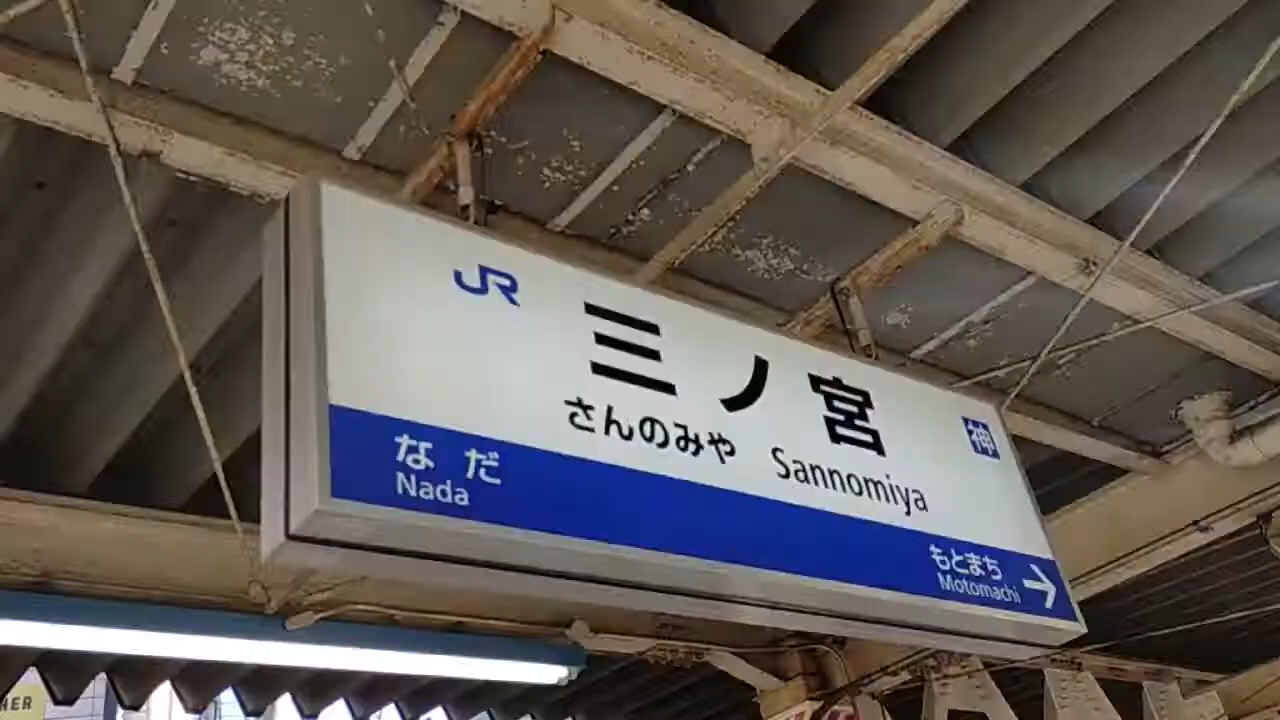 JR
三ノ宮
さんのみや Sannomiya
神
なだ
Nada
もとまち
Motomachi →
HER